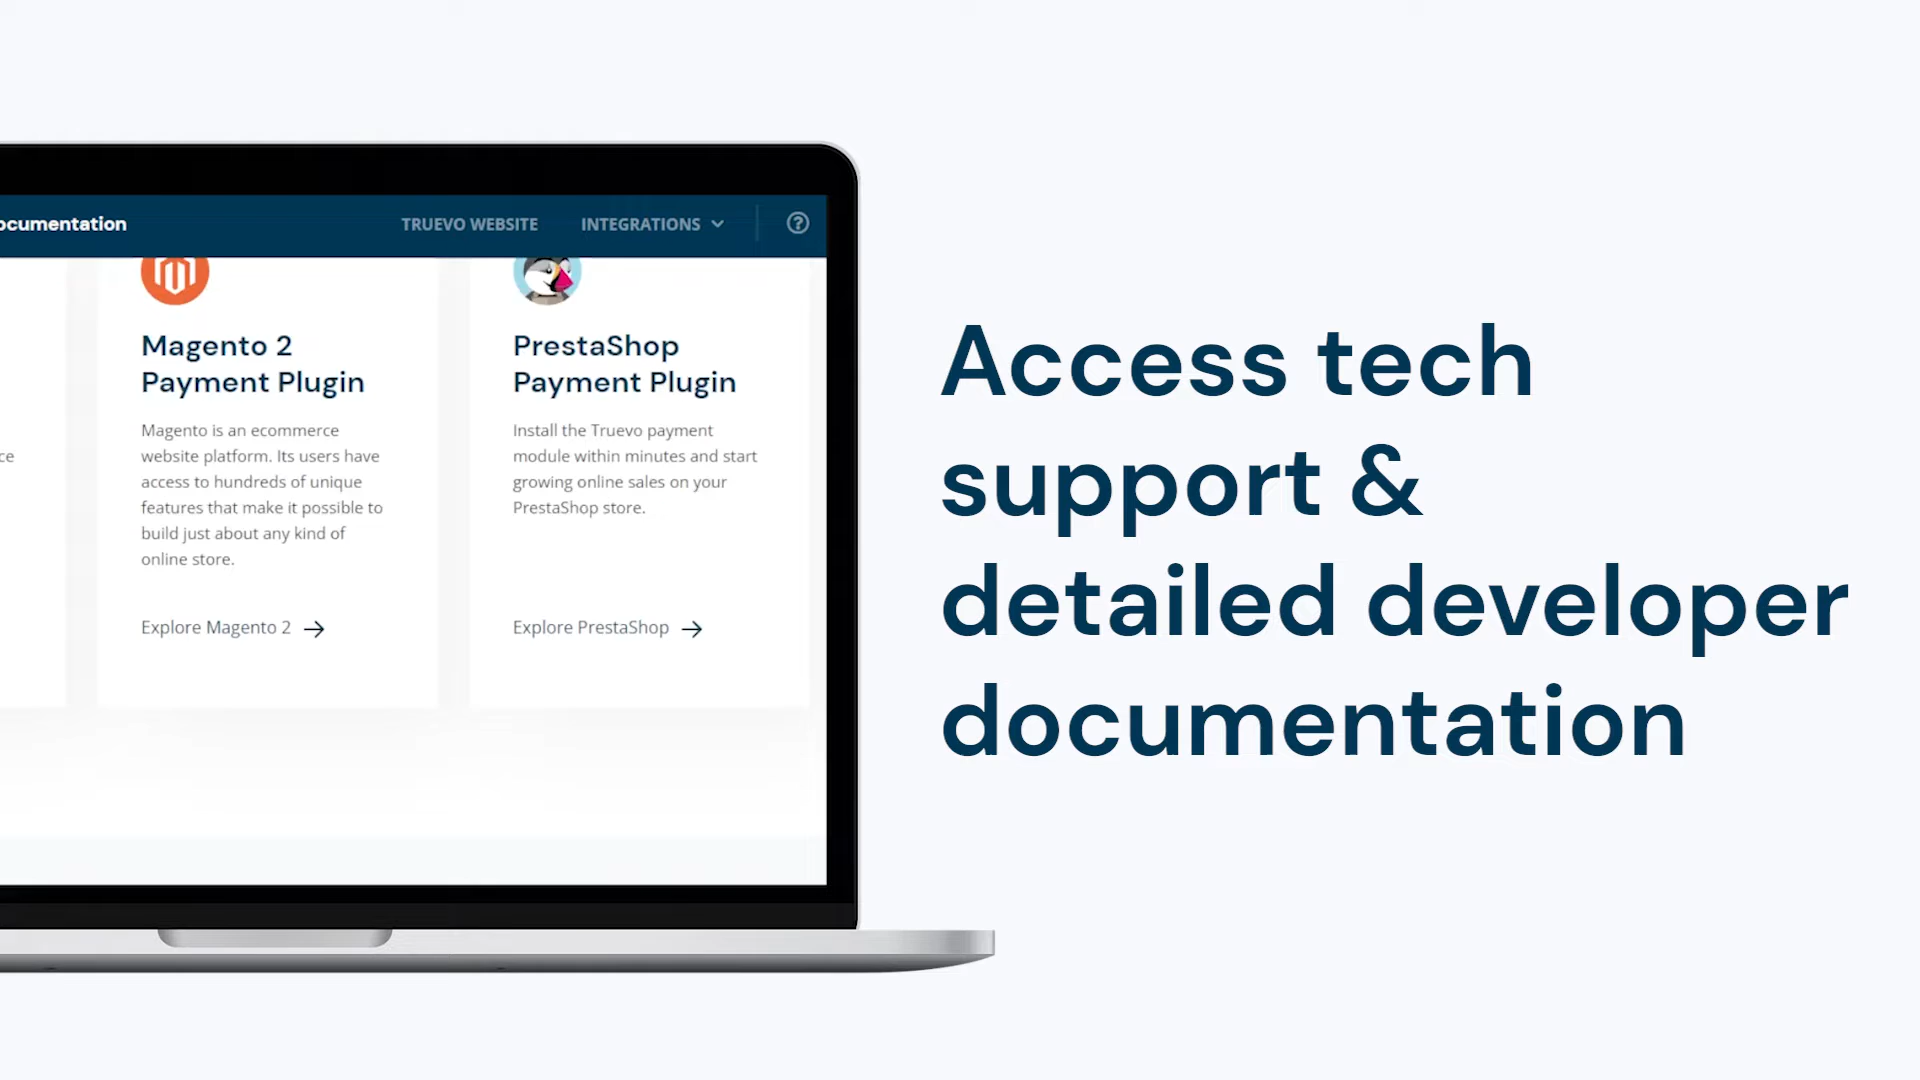 TRUEVO WEBSITE
INTEGRATIONS
Magento 2
Payment Plugin
Magento is an ecommerce
website platform. Its users have
access to hundreds of unique
features that make it possible to
build just about any kind of
online store.
Explore Magento 2
PrestaShop
Payment Plugin
Install the Truevo payment
module within minutes and start
growing online sales on your
PrestaShop store.
Explore PrestaShop
Access tech
support &
detailed developer
documentation